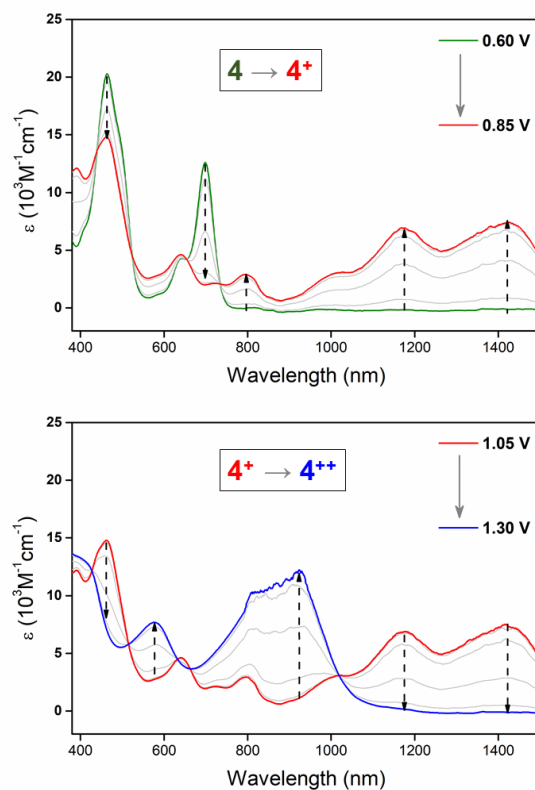 25
20
15
10
5
0
ε (10³M⁻¹cm⁻¹)
4 → 4⁺
0.60 V
0.85 V
400 600 800 1000 1200 1400
Wavelength (nm)
25
20
15
10
5
0
ε (10³M⁻¹cm⁻¹)
4⁺ → 4⁺⁺
1.05 V
1.30 V
400 600 800 1000 1200 1400
Wavelength (nm)